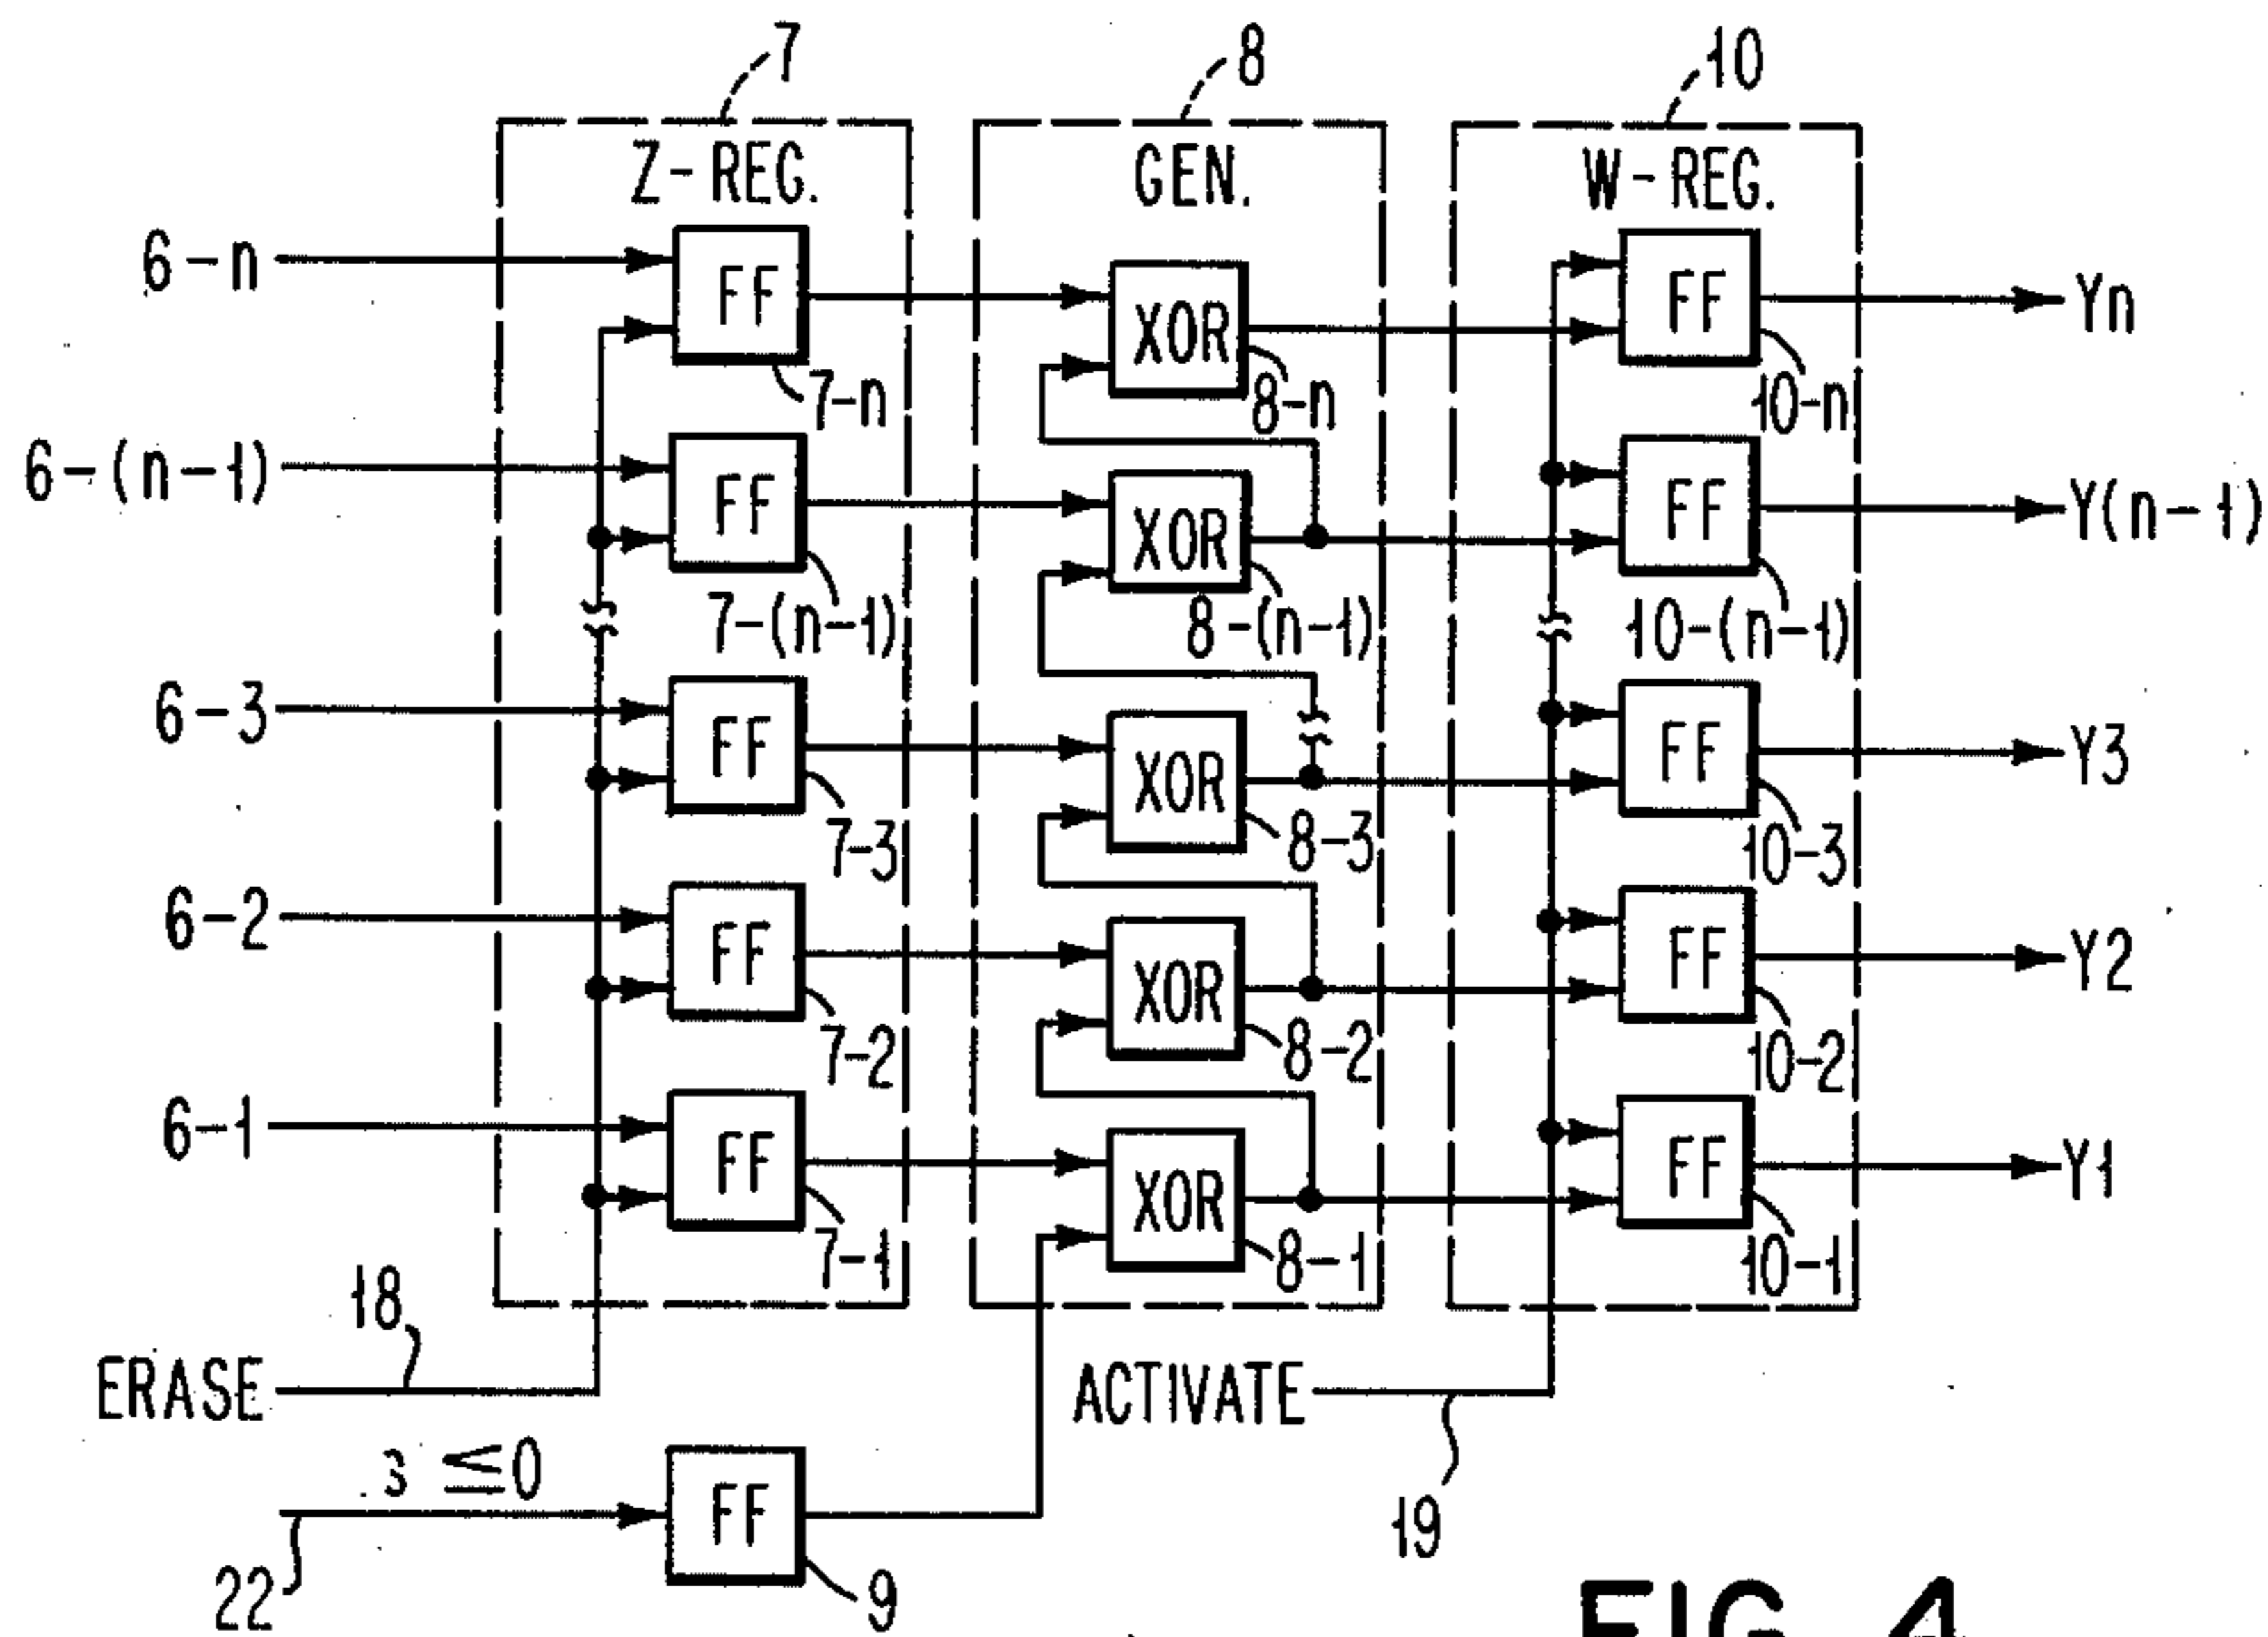 7
8
10
Z-REG.
GEN.
W-REG.
6-n
FF
XOR
FF
Yn
7-n
8-n
10-n
6-(n-1)
FF
XOR
FF
Y(n-1)
7-(n-1)
8-(n-1)
10-(n-1)
6-3
FF
XOR
FF
Y3
7-3
8-3
10-3
6-2
FF
XOR
FF
Y2
7-2
8-2
10-2
6-1
FF
XOR
FF
Y1
7-1
8-1
10-1
18
ERASE
ACTIVATE
19
s ≦0
FF
22
9
FIG. 4